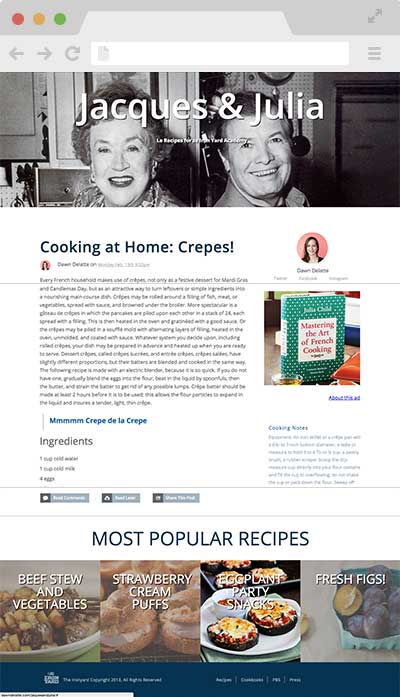 Jacques & Julia
Le Recipes for le Iron Yard Academy
Cooking at Home: Crepes!
Dawn Delatte on Monday Feb. 18th 8:22pm
Every French household makes use of crêpes, not only as a festive dessert for Mardi Gras
and Candlemas Day, but as an attractive way to turn leftovers or simple ingredients into
a nourishing main-course dish. Crêpes may be rolled around a filling of fish, meat, or
vegetables, spread with sauce, and browned under the broiler. More spectacular is a
gâteau de crêpes in which the pancakes are piled upon each other in a stack of 24, each
spread with a filling. This is then heated in the oven and gratinéed with a good sauce. Or
the crêpes may be piled in a soufflé mold with alternating layers of filling, heated in the
oven, unmolded, and coated with sauce. Whatever system you decide upon, including
rolled crêpes, your dish may be prepared in advance and heated up when you are ready
to serve. Dessert crêpes, called crêpes sucrées, and entrée crêpes, crêpes salées, have
slightly different proportions, but their batters are blended and cooked in the same way.
The following recipe is made with an electric blender, because it is so quick. If you do not
have one, gradually blend the eggs into the flour, beat in the liquid by spoonfuls, then
the butter, and strain the batter to get rid of any possible lumps. Crêpe batter should be
made at least 2 hours before it is to be used; this allows the flour particles to expand in
the liquid and insures a tender, light, thin crêpe.
Mmmmm Crepe de la Crepe
Ingredients
1 cup cold water
1 cup cold milk
4 eggs
Read Comments
Read Later
Share This Post
Dawn Delatte
Twitter Facebook Instagram
Julia Child
Mastering
the Art
of French
Cooking
About this ad
Cooking Notes
Equipment: An iron skillet or a crêpe pan with
a 6½- to 7-inch bottom diameter; a ladle or
measure to hold 3 to 4 Tb or ¼ cup; a pastry
brush; a rubber scraper. Scoop the dry-
measure cup directly into your flour container
and fill the cup to overflowing; do not shake
the cup or pack down the flour. Sweep off
MOST POPULAR RECIPES
BEEF STEW
AND
VEGETABLES
STRAWBERRY
CREAM
PUFFS
EGGPLANT
PARTY
SNACKS
FRESH FIGS!
THE
IRON
YARD
The Ironyard Copyright 2013, All Rights Reserved
Recipes | Cookbooks | PBS | Press